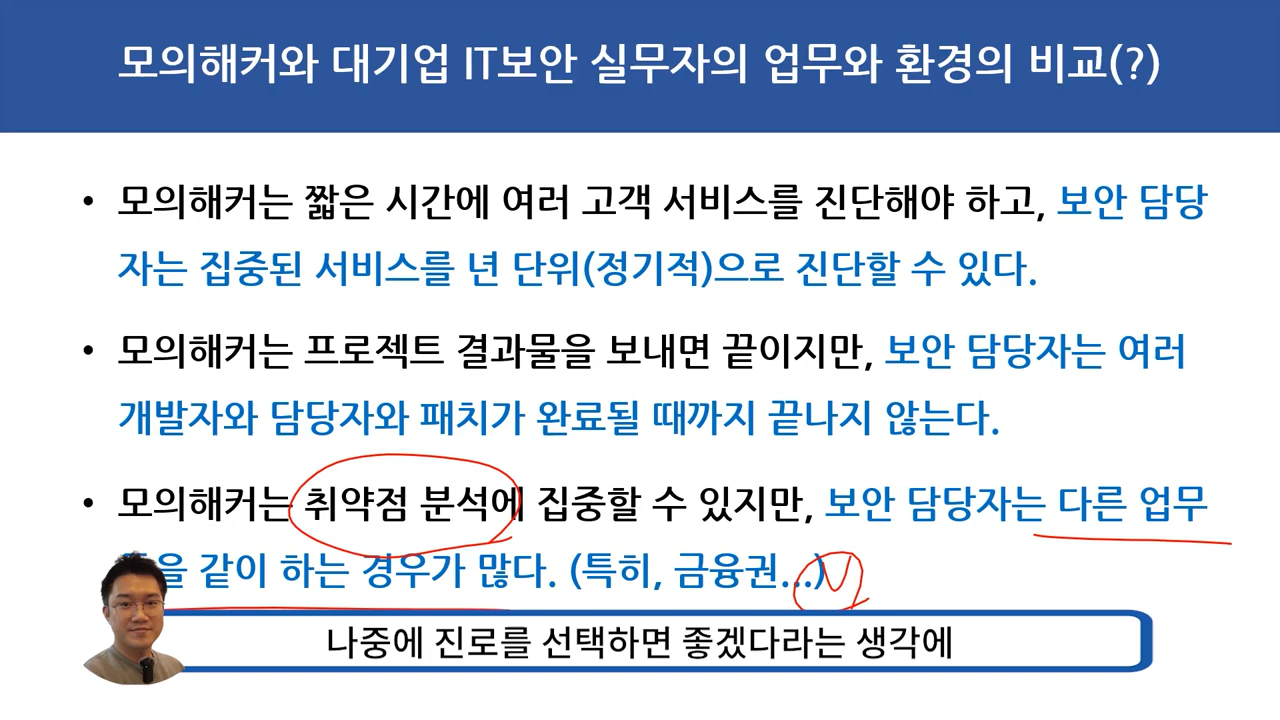 모의해커와 대기업 IT보안 실무자의 업무와 환경의 비교(?)
• 모의해커는 짧은 시간에 여러 고객 서비스를 진단해야 하고, 보안 담당
자는 집중된 서비스를 년 단위(정기적)으로 진단할 수 있다.
• 모의해커는 프로젝트 결과물을 보내면 끝이지만, 보안 담당자는 여러
개발자와 담당자와 패치가 완료될 때까지 끝나지 않는다.
• 모의해커는 취약점 분석에 집중할 수 있지만, 보안 담당자는 다른 업무
을 같이 하는 경우가 많다. (특히, 금융권...)
나중에 진로를 선택하면 좋겠다라는 생각에